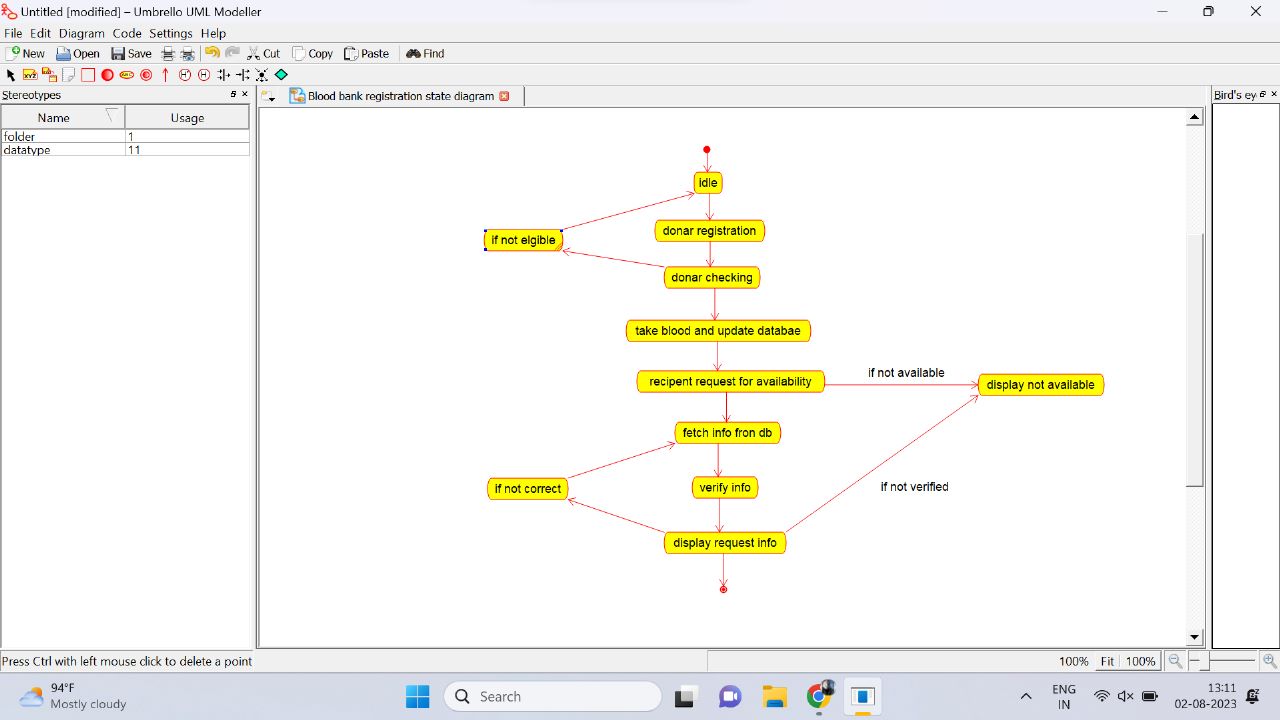 Untitled [modified] – Umbrello UML Modeller
File Edit Diagram Code Settings Help
New Open Save Cut Copy Paste Find
Stereotypes
Name Usage
folder 1
datatype 11
Blood bank registration state diagram
Bird's ey
idle
donar registration
if not elgible
donar checking
take blood and update databae
recipent request for availability
if not available
display not available
fetch info fron db
if not correct
verify info
if not verified
display request info
Press Ctrl with left mouse click to delete a point
100% Fit 100%
94°F
Mostly cloudy
Search
ENG
IN
13:11
02-08-2023